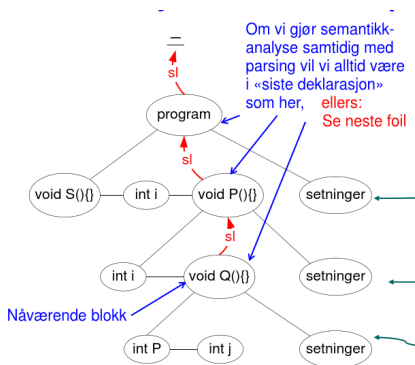 Om vi gjør semantikk-
analyse samtidig med
parsing vil vi alltid være
i «siste deklarasjon»
som her, ellers:
Se neste foil
sl
program
sl
void S(){}
int i
void P(){}
setninger
sl
int i
void Q(){}
setninger
Nåværende blokk
int P
int j
setninger